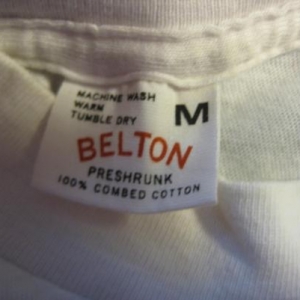 MACHINE WASH
WARM
TUMBLE DRY
M
BELTON
PRESHRUNK
100% COMBED COTTON